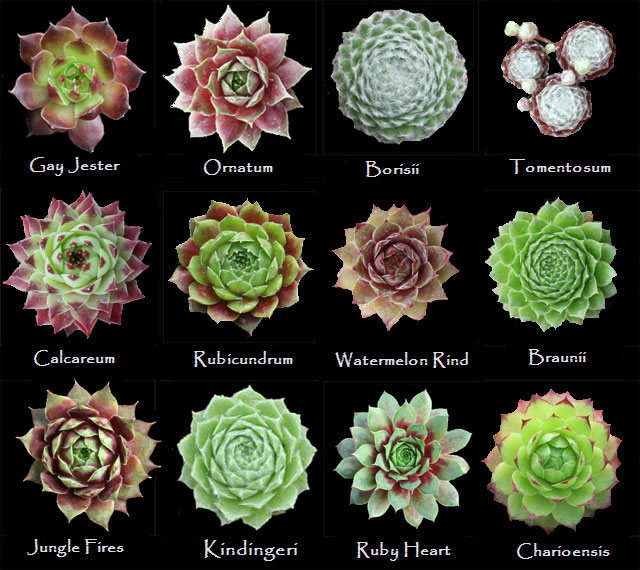 Gay Jester
Ornatum
Borisii
Tomentosum
Calcareum
Rubicundrum
Watermelon Rind
Braunii
Jungle Fires
Kindingeri
Ruby Heart
Charioensis